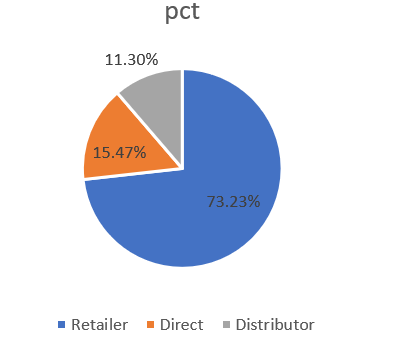 pct
11.30%
15.47%
73.23%
Retailer Direct Distributor